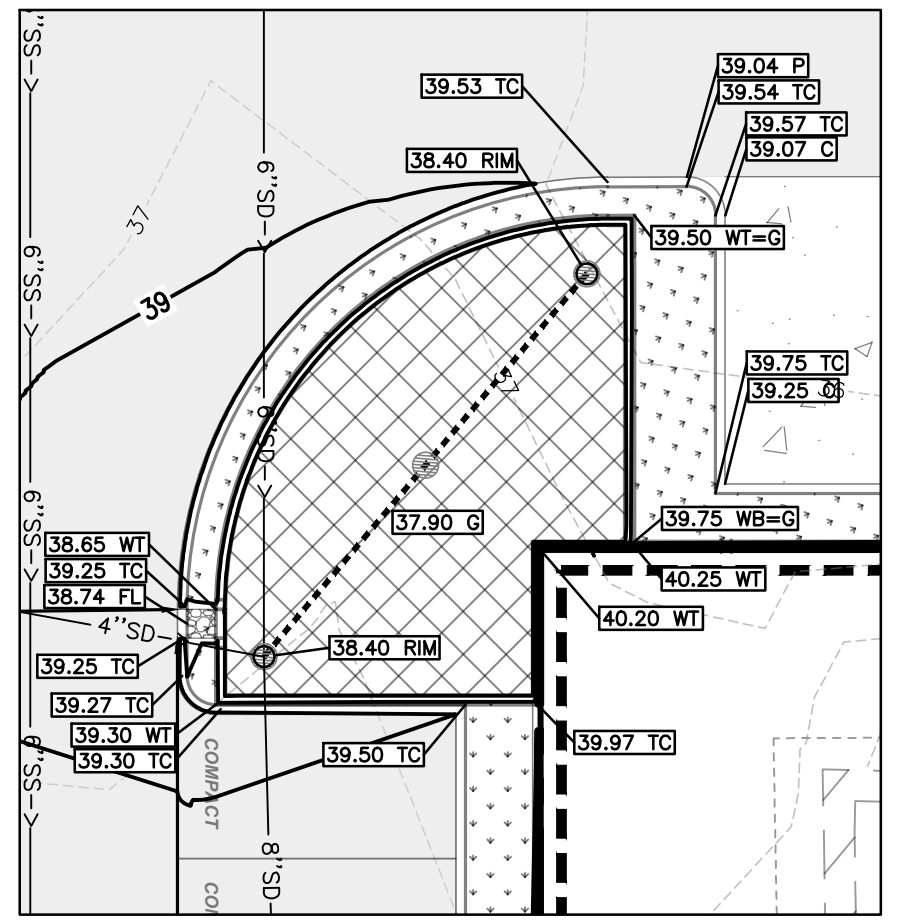 6"SS
39.04 P
39.53 TC
39.54 TC
39.57 TC
39.07 C
38.40 RIM
6"SD
37
39.50 WT=G
6"SS
39
39.75 TC
39.25 C
37
6"SD
6"SS
37.90 G
39.75 WB=G
38.65 WT
39.25 TC
40.25 WT
38.74 FL
40.20 WT
4"SD
38.40 RIM
39.25 TC
39.27 TC
39.30 WT
39.97 TC
39.30 TC
39.50 TC
6"SS
COMPACT
8"SD